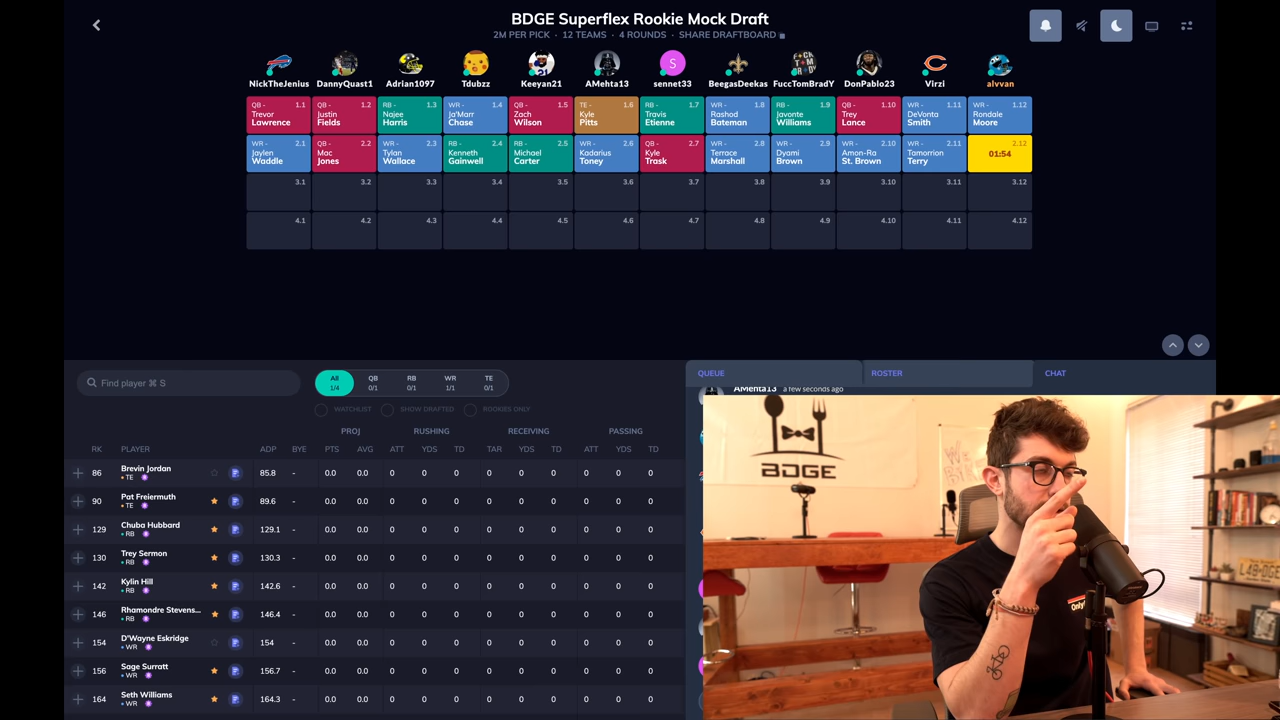 BDGE Superflex Rookie Mock Draft
2M PER PICK · 12 TEAMS · 4 ROUNDS · SHARE DRAFTBOARD
S
NickTheJenius DannyQuast1 Adrian1097 Tdubzz Keeyan21 AMehta13 sennet33 BeegasDeekas FuccTomBradY DonPablo23 Virzi alvvan
QB - 1.1 QB - 1.2 RB - 1.3 WR - 1.4 QB - 1.5 TE - 1.6 RB - 1.7 WR - 1.8 RB - 1.9 QB - 1.10 WR - 1.11 WR - 1.12
Trevor Justin Najee Ja'Marr Zach Kyle Travis Rashod Javonte Trey DeVonta Rondale
Lawrence Fields Harris Chase Wilson Pitts Etienne Bateman Williams Lance Smith Moore
WR - 2.1 QB - 2.2 WR - 2.3 RB - 2.4 RB - 2.5 WR - 2.6 QB - 2.7 WR - 2.8 WR - 2.9 WR - 2.10 WR - 2.11 2.12
Jaylen Mac Tylan Kenneth Michael Kadarius Kyle Terrace Dyami Amon-Ra Tamorrion 01:54
Waddle Jones Wallace Gainwell Carter Toney Trask Marshall Brown St. Brown Terry
3.1 3.2 3.3 3.4 3.5 3.6 3.7 3.8 3.9 3.10 3.11 3.12
4.1 4.2 4.3 4.4 4.5 4.6 4.7 4.8 4.9 4.10 4.11 4.12
Find player ⌘ S
All QB RB WR TE
1/4 0/1 0/1 1/1 0/1
WATCHLIST SHOW DRAFTED ROOKIES ONLY
QUEUE ROSTER CHAT
AMehta13 a few seconds ago
PROJ RUSHING RECEIVING PASSING
RK PLAYER ADP BYE PTS AVG ATT YDS TD TAR YDS TD ATT YDS TD
86 Brevin Jordan TE 85.8 - 0.0 0.0 0 0 0 0 0 0 0 0 0
90 Pat Freiermuth TE 89.6 - 0.0 0.0 0 0 0 0 0 0 0 0 0
129 Chuba Hubbard RB 129.1 - 0.0 0.0 0 0 0 0 0 0 0 0 0
130 Trey Sermon RB 130.3 - 0.0 0.0 0 0 0 0 0 0 0 0 0
142 Kylin Hill RB 142.6 - 0.0 0.0 0 0 0 0 0 0 0 0 0
146 Rhamondre Stevens... RB 146.4 - 0.0 0.0 0 0 0 0 0 0 0 0 0
154 D'Wayne Eskridge WR 154 - 0.0 0.0 0 0 0 0 0 0 0 0 0
156 Sage Surratt WR 156.7 - 0.0 0.0 0 0 0 0 0 0 0 0 0
164 Seth Williams WR 164.3 - 0.0 0.0 0 0 0 0 0 0 0 0 0
BDGE